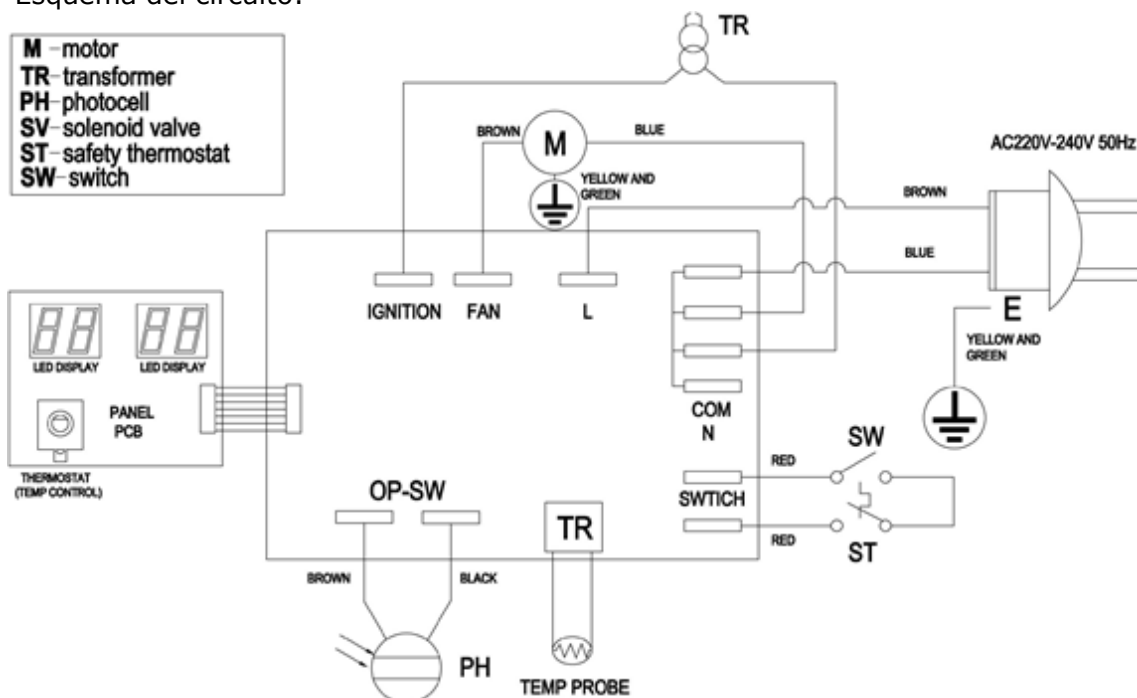 Esquema del circuito:
M -motor
TR-transformer
PH-photocell
SV-solenoid valve
ST-safety thermostat
SW-switch
TR
BROWN
M
BLUE
YELLOW AND
GREEN
AC220V-240V 50Hz
BROWN
BLUE
E
YELLOW AND
GREEN
IGNITION
FAN
L
COM
N
88
88
LED DISPLAY
LED DISPLAY
PANEL
PCB
THERMOSTAT
(TEMP CONTROL)
RED
SW
SWTICH
RED
ST
OP-SW
TR
BROWN
BLACK
PH
TEMP PROBE